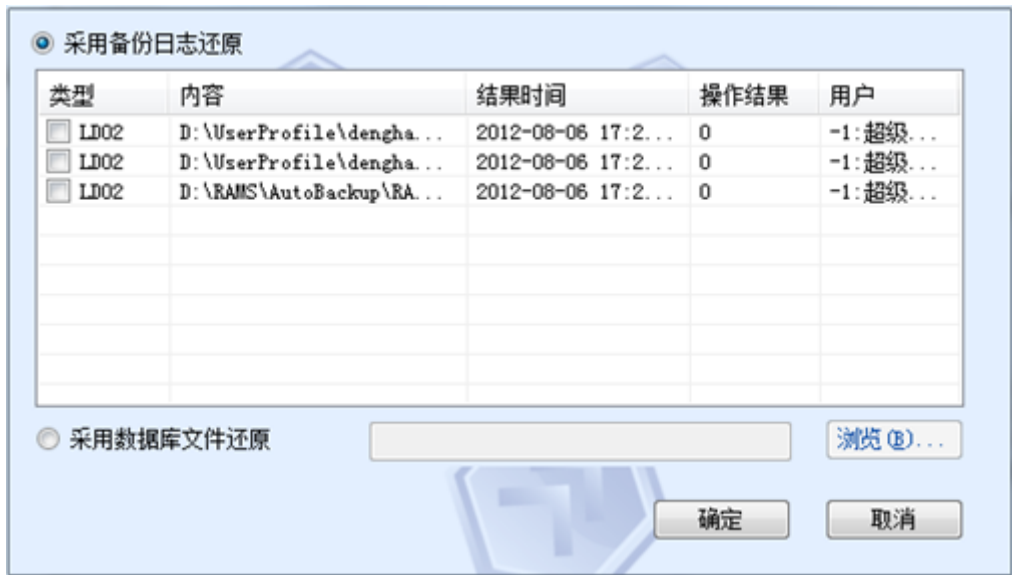 采用备份日志还原
类型 内容 结果时间 操作结果 用户
LD02 D:\UserProfile\dengha... 2012-08-06 17:2... 0 -1:超级...
LD02 D:\UserProfile\dengha... 2012-08-06 17:2... 0 -1:超级...
LD02 D:\RAMS\AutoBackup\RA... 2012-08-06 17:2... 0 -1:超级...
采用数据库文件还原 浏览(B)...
确定 取消